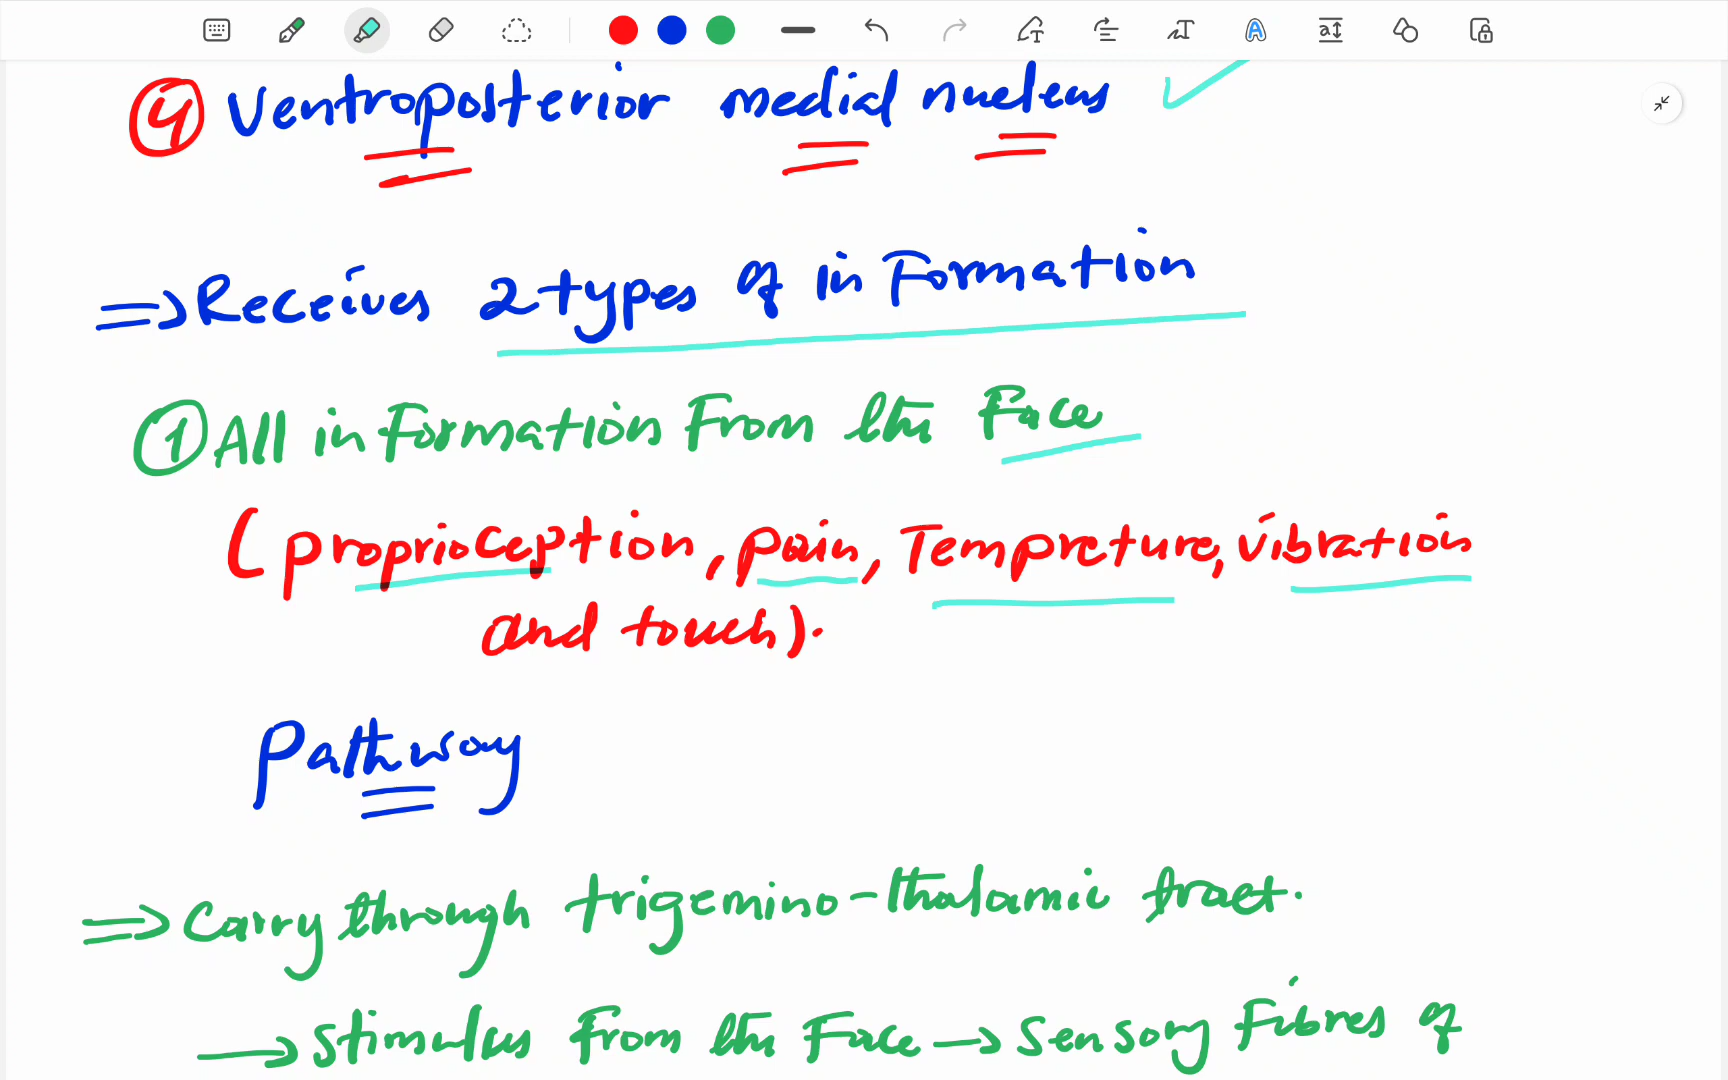 ④ Ventroposterior medial nucleus ✓
⇒ Receives 2 types of information
① All information from the Face
(proprioception, pain, Tempreture, vibration
and touch).
Pathway
⇒ Carry through trigemino-thalamic tract.
→ Stimulus from the Face → Sensory Fibres of